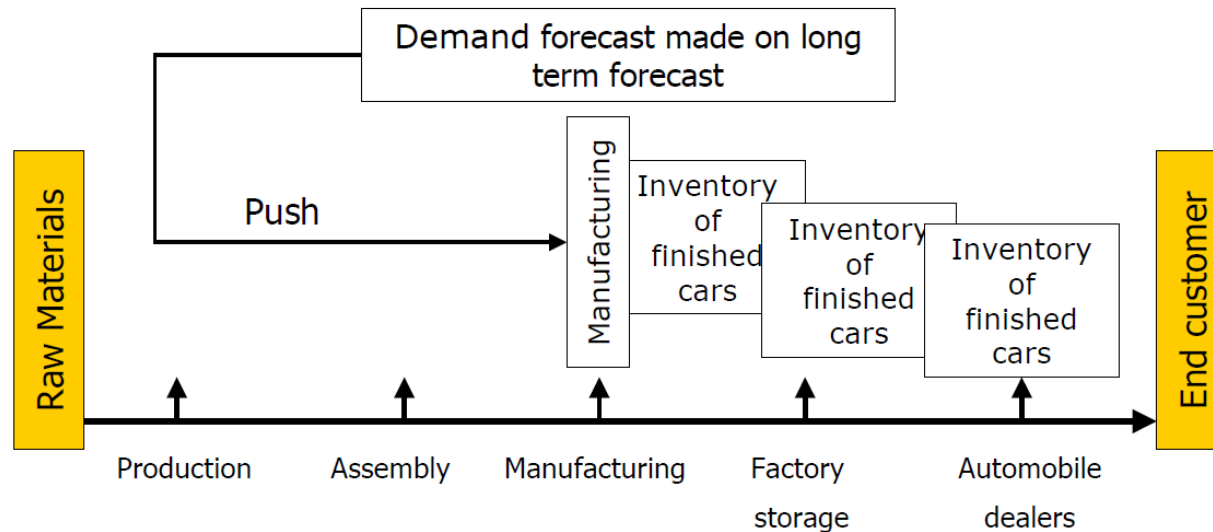 Demand forecast made on long
term forecast
Raw Materials
Push
Manufacturing
Inventory
of
finished
cars
Inventory
of
finished
cars
Inventory
of
finished
cars
End customer
Production
Assembly
Manufacturing
Factory
storage
Automobile
dealers